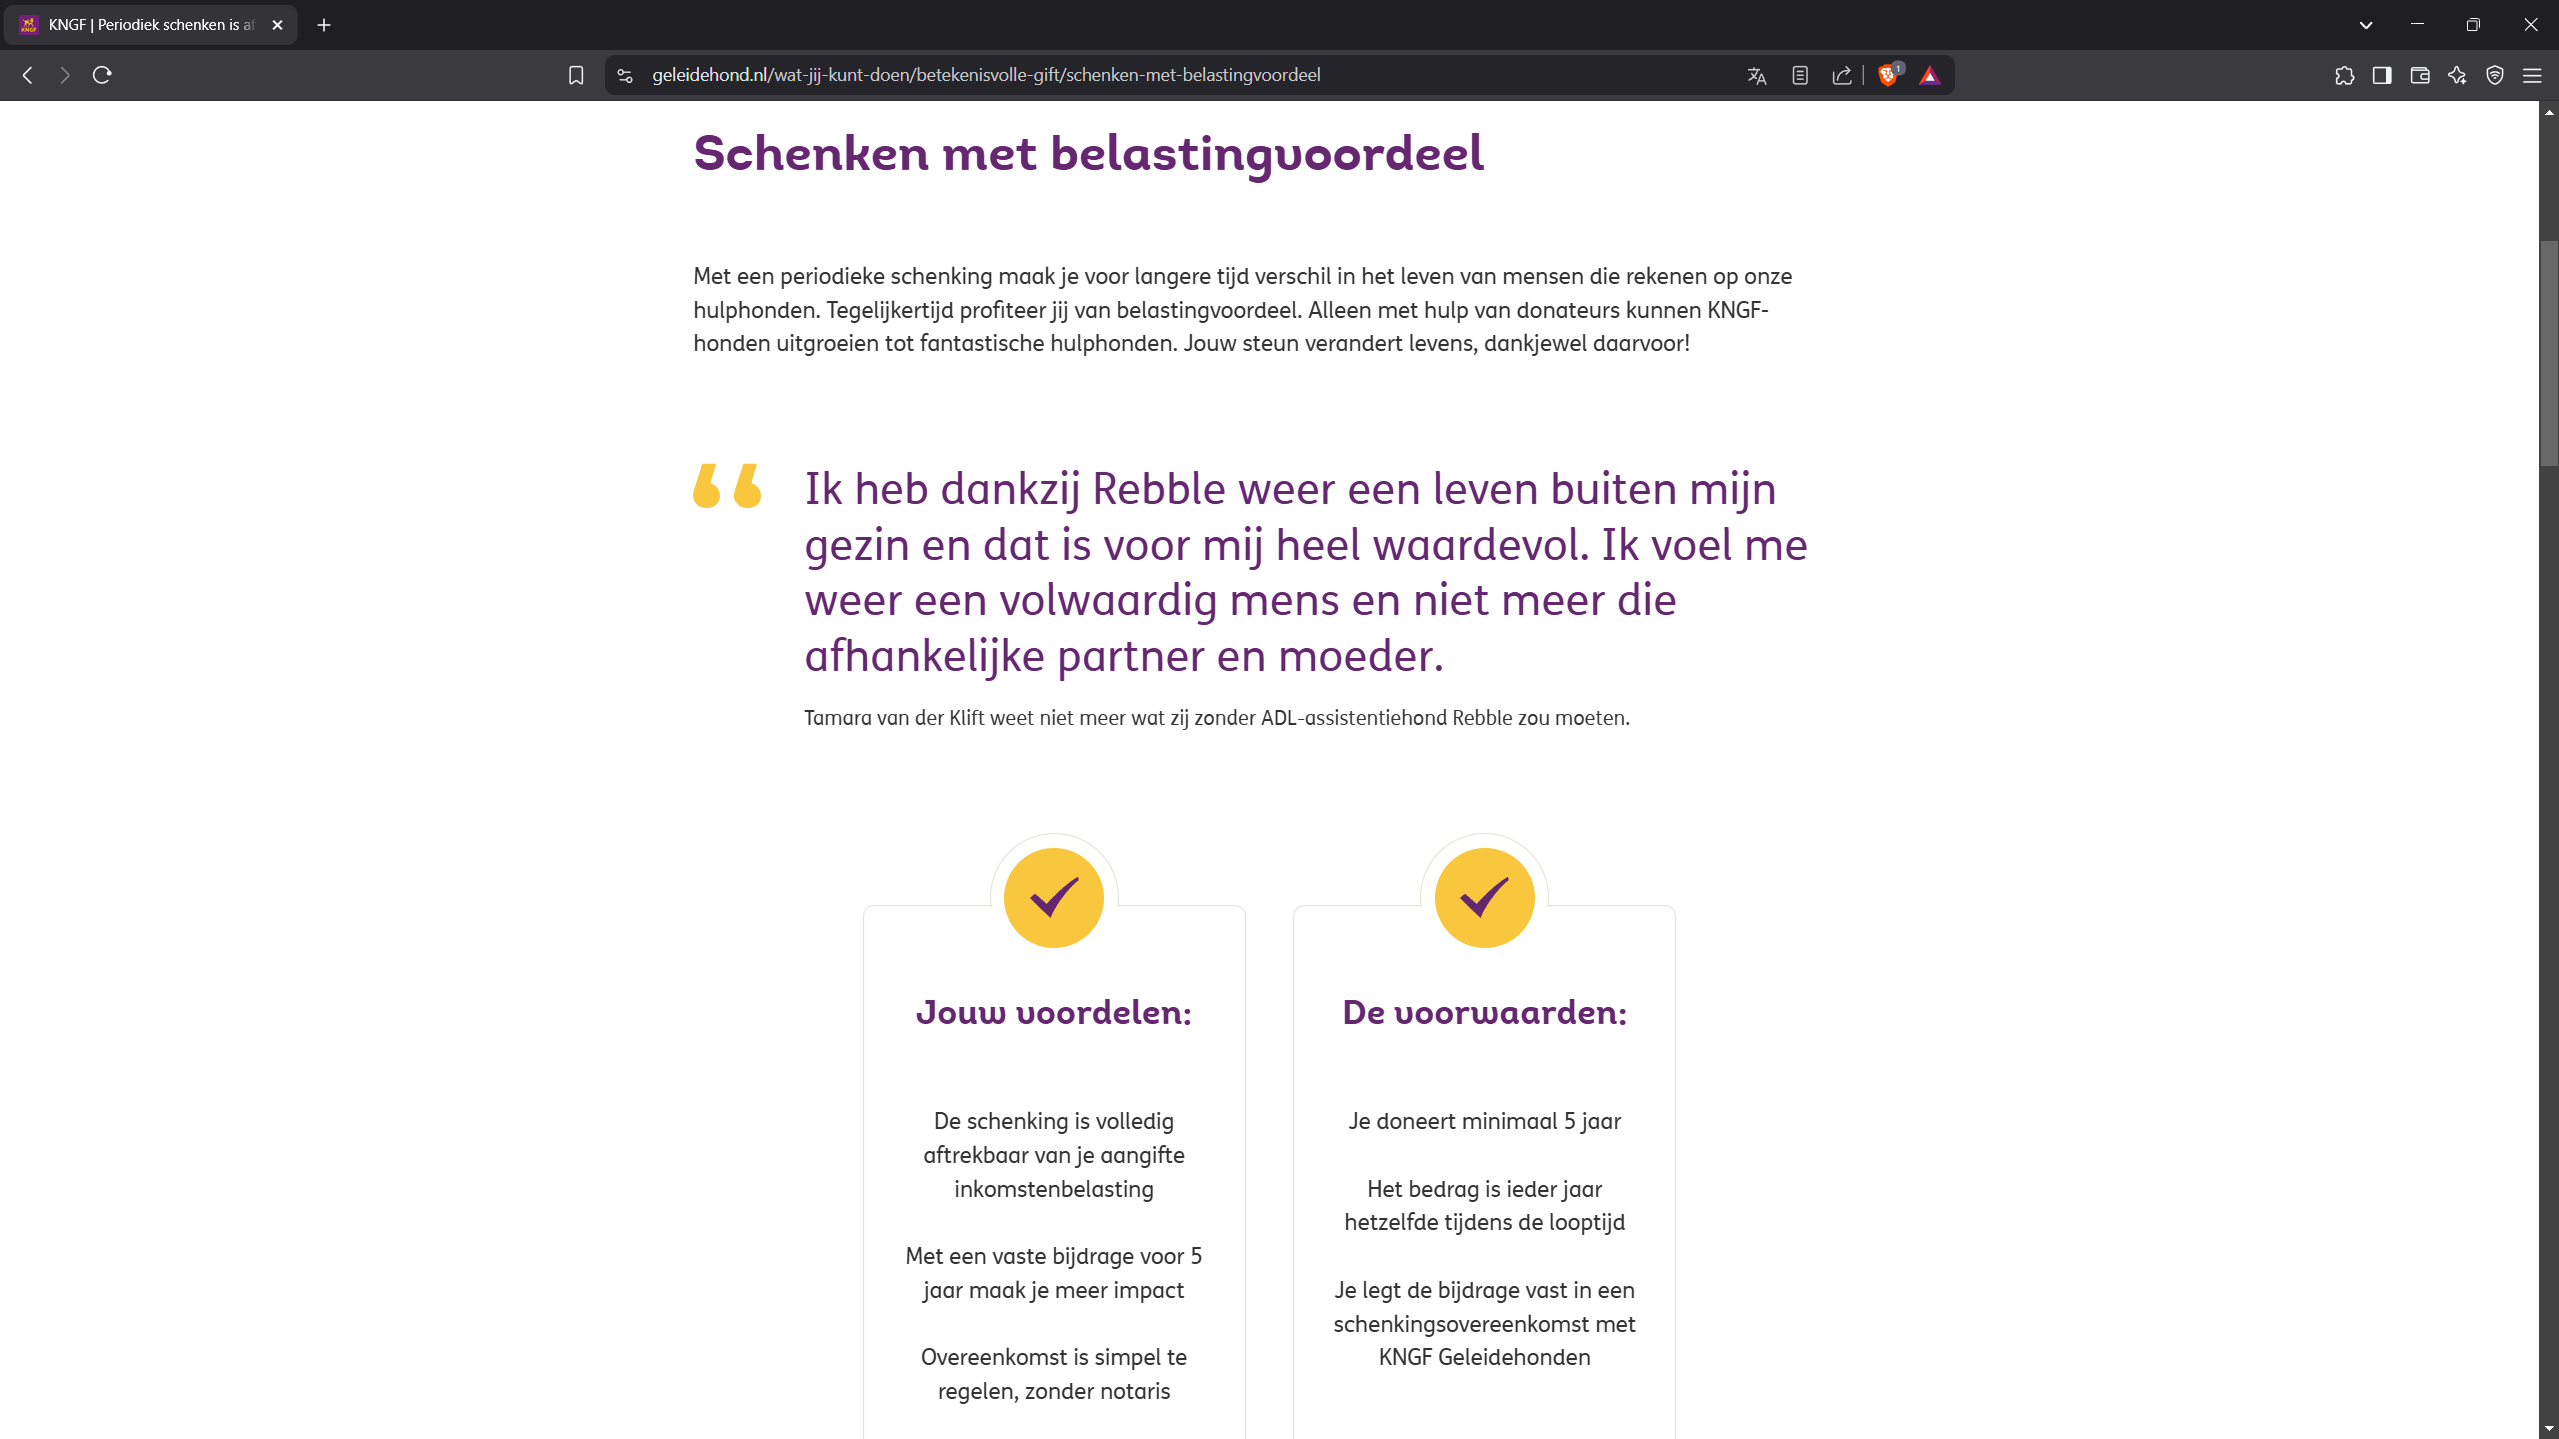 KNGF | Periodiek schenken is af
geleidehond.nl/wat-jij-kunt-doen/betekenisvolle-gift/schenken-met-belastingvoordeel
1
Schenken met belastingvoordeel
Met een periodieke schenking maak je voor langere tijd verschil in het leven van mensen die rekenen op onze
hulphonden. Tegelijkertijd profiteer jij van belastingvoordeel. Alleen met hulp van donateurs kunnen KNGF-
honden uitgroeien tot fantastische hulphonden. Jouw steun verandert levens, dankjewel daarvoor!
“ Ik heb dankzij Rebble weer een leven buiten mijn
gezin en dat is voor mij heel waardevol. Ik voel me
weer een volwaardig mens en niet meer die
afhankelijke partner en moeder.
Tamara van der Klift weet niet meer wat zij zonder ADL-assistentiehond Rebble zou moeten.
Jouw voordelen:
De schenking is volledig
aftrekbaar van je aangifte
inkomstenbelasting
Met een vaste bijdrage voor 5
jaar maak je meer impact
Overeenkomst is simpel te
regelen, zonder notaris
De voorwaarden:
Je doneert minimaal 5 jaar
Het bedrag is ieder jaar
hetzelfde tijdens de looptijd
Je legt de bijdrage vast in een
schenkingsovereenkomst met
KNGF Geleidehonden